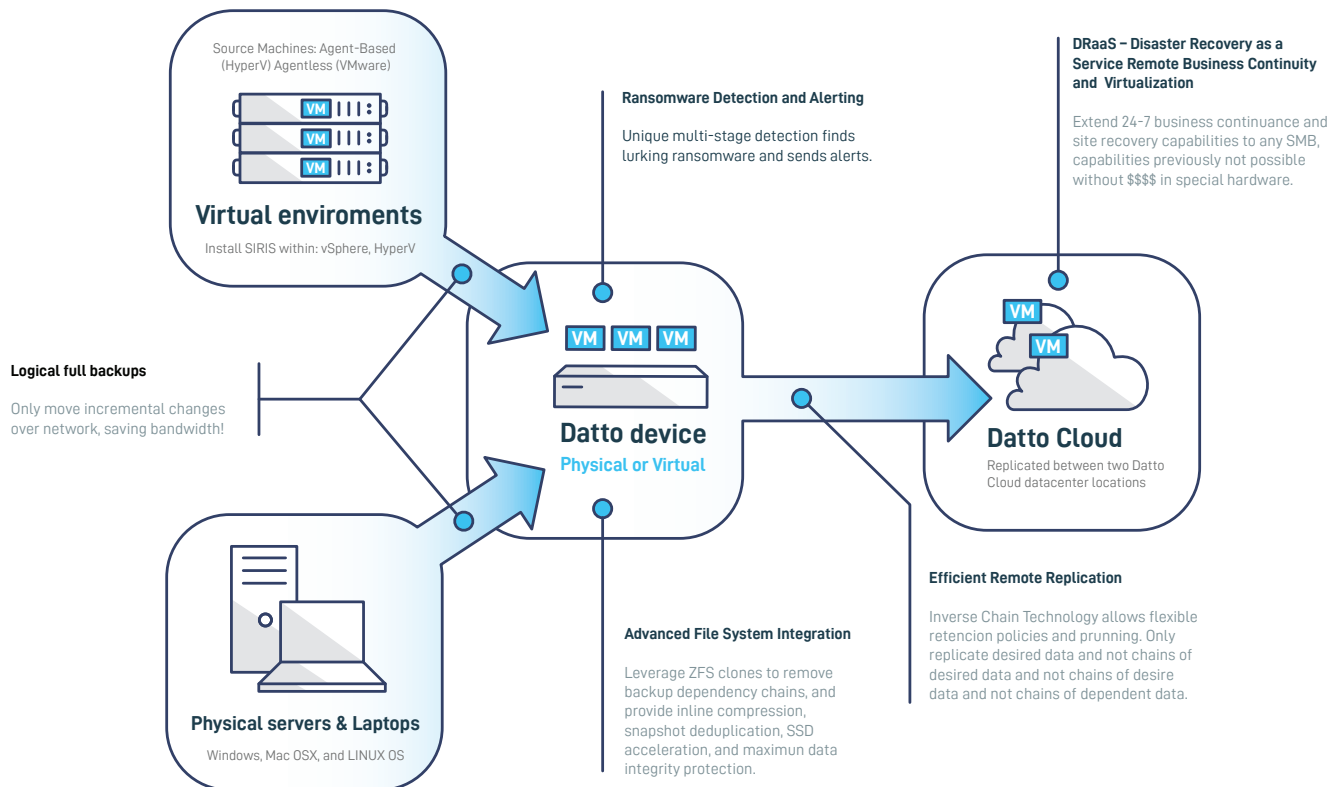 Source Machines: Agent-Based
(HyperV) Agentless (VMware)
VM
VM
VM
Virtual enviroments
Install SIRIS within: vSphere, HyperV
Logical full backups
Only move incremental changes
over network, saving bandwidth!
Physical servers & Laptops
Windows, Mac OSX, and LINUX OS
Ransomware Detection and Alerting
Unique multi-stage detection finds
lurking ransomware and sends alerts.
VM VM VM
Datto device
Physical or Virtual
Advanced File System Integration
Leverage ZFS clones to remove
backup dependency chains, and
provide inline compression,
snapshot deduplication, SSD
acceleration, and maximun data
integrity protection.
DRaaS – Disaster Recovery as a
Service Remote Business Continuity
and Virtualization
Extend 24-7 business continuance and
site recovery capabilities to any SMB,
capabilities previously not possible
without $$$$ in special hardware.
VM
VM
Datto Cloud
Replicated between two Datto
Cloud datacenter locations
Efficient Remote Replication
Inverse Chain Technology allows flexible
retencion policies and prunning. Only
replicate desired data and not chains of
desired data and not chains of desire
data and not chains of dependent data.